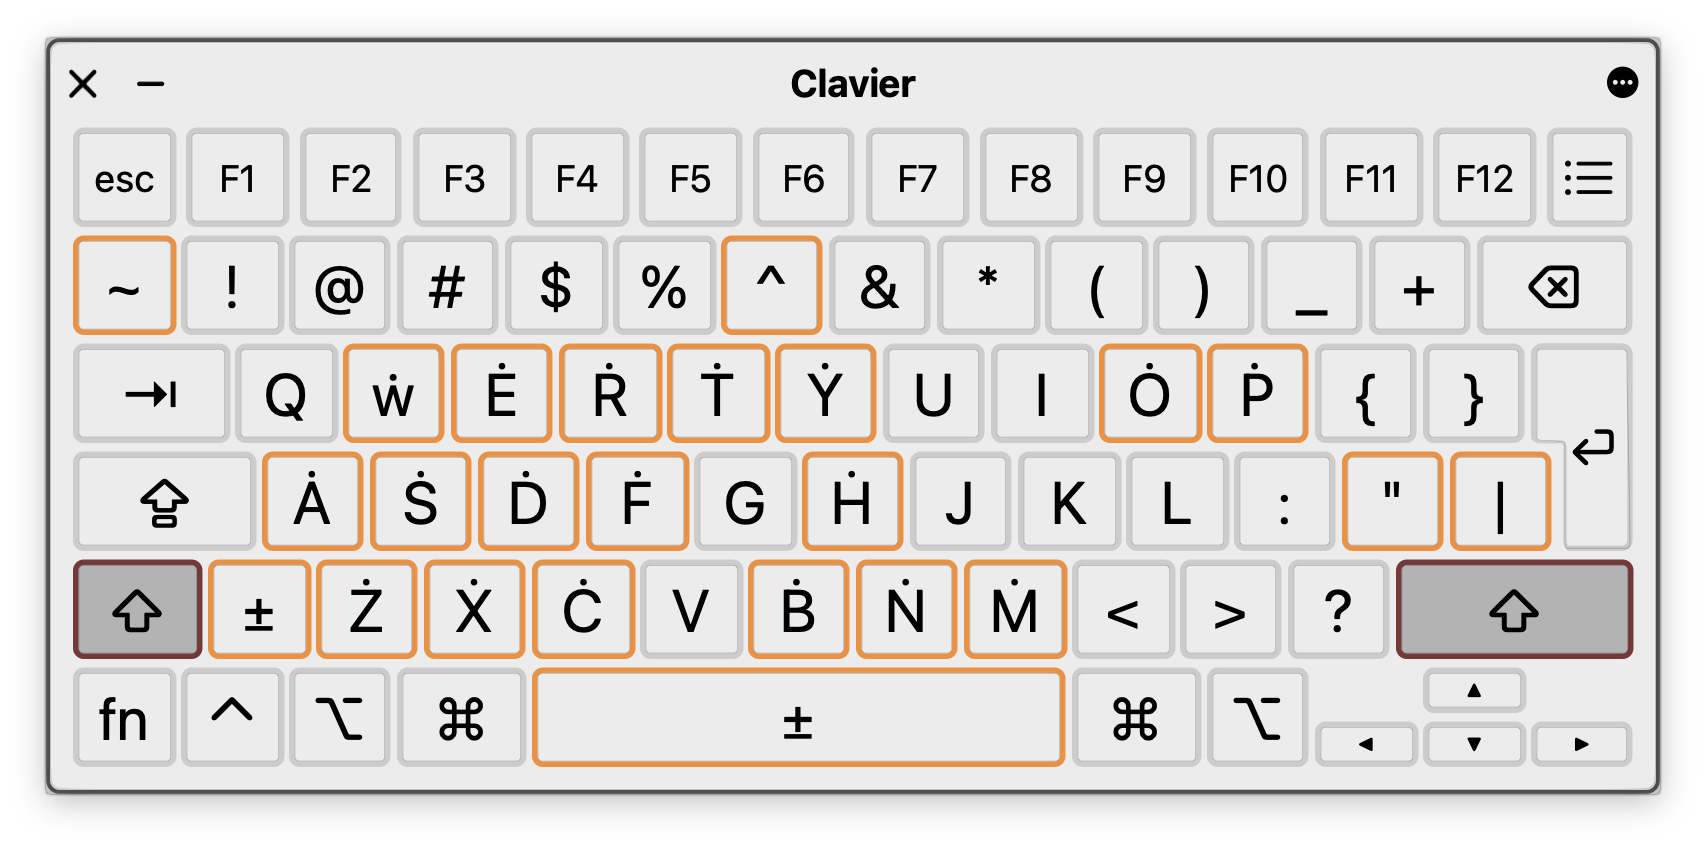 Clavier
esc F1 F2 F3 F4 F5 F6 F7 F8 F9 F10 F11 F12
~ ! @ # $ % ^ & * ( ) _ +
Q ẇ Ė Ṙ Ṫ Ẏ U I Ȯ Ṗ { }
Ȧ Ṡ Ḋ Ḟ G Ḣ J K L : " |
± Ż Ẋ Ċ V Ḃ Ṅ Ṁ < > ?
fn ^ ⌥ ⌘ ± ⌘ ⌥